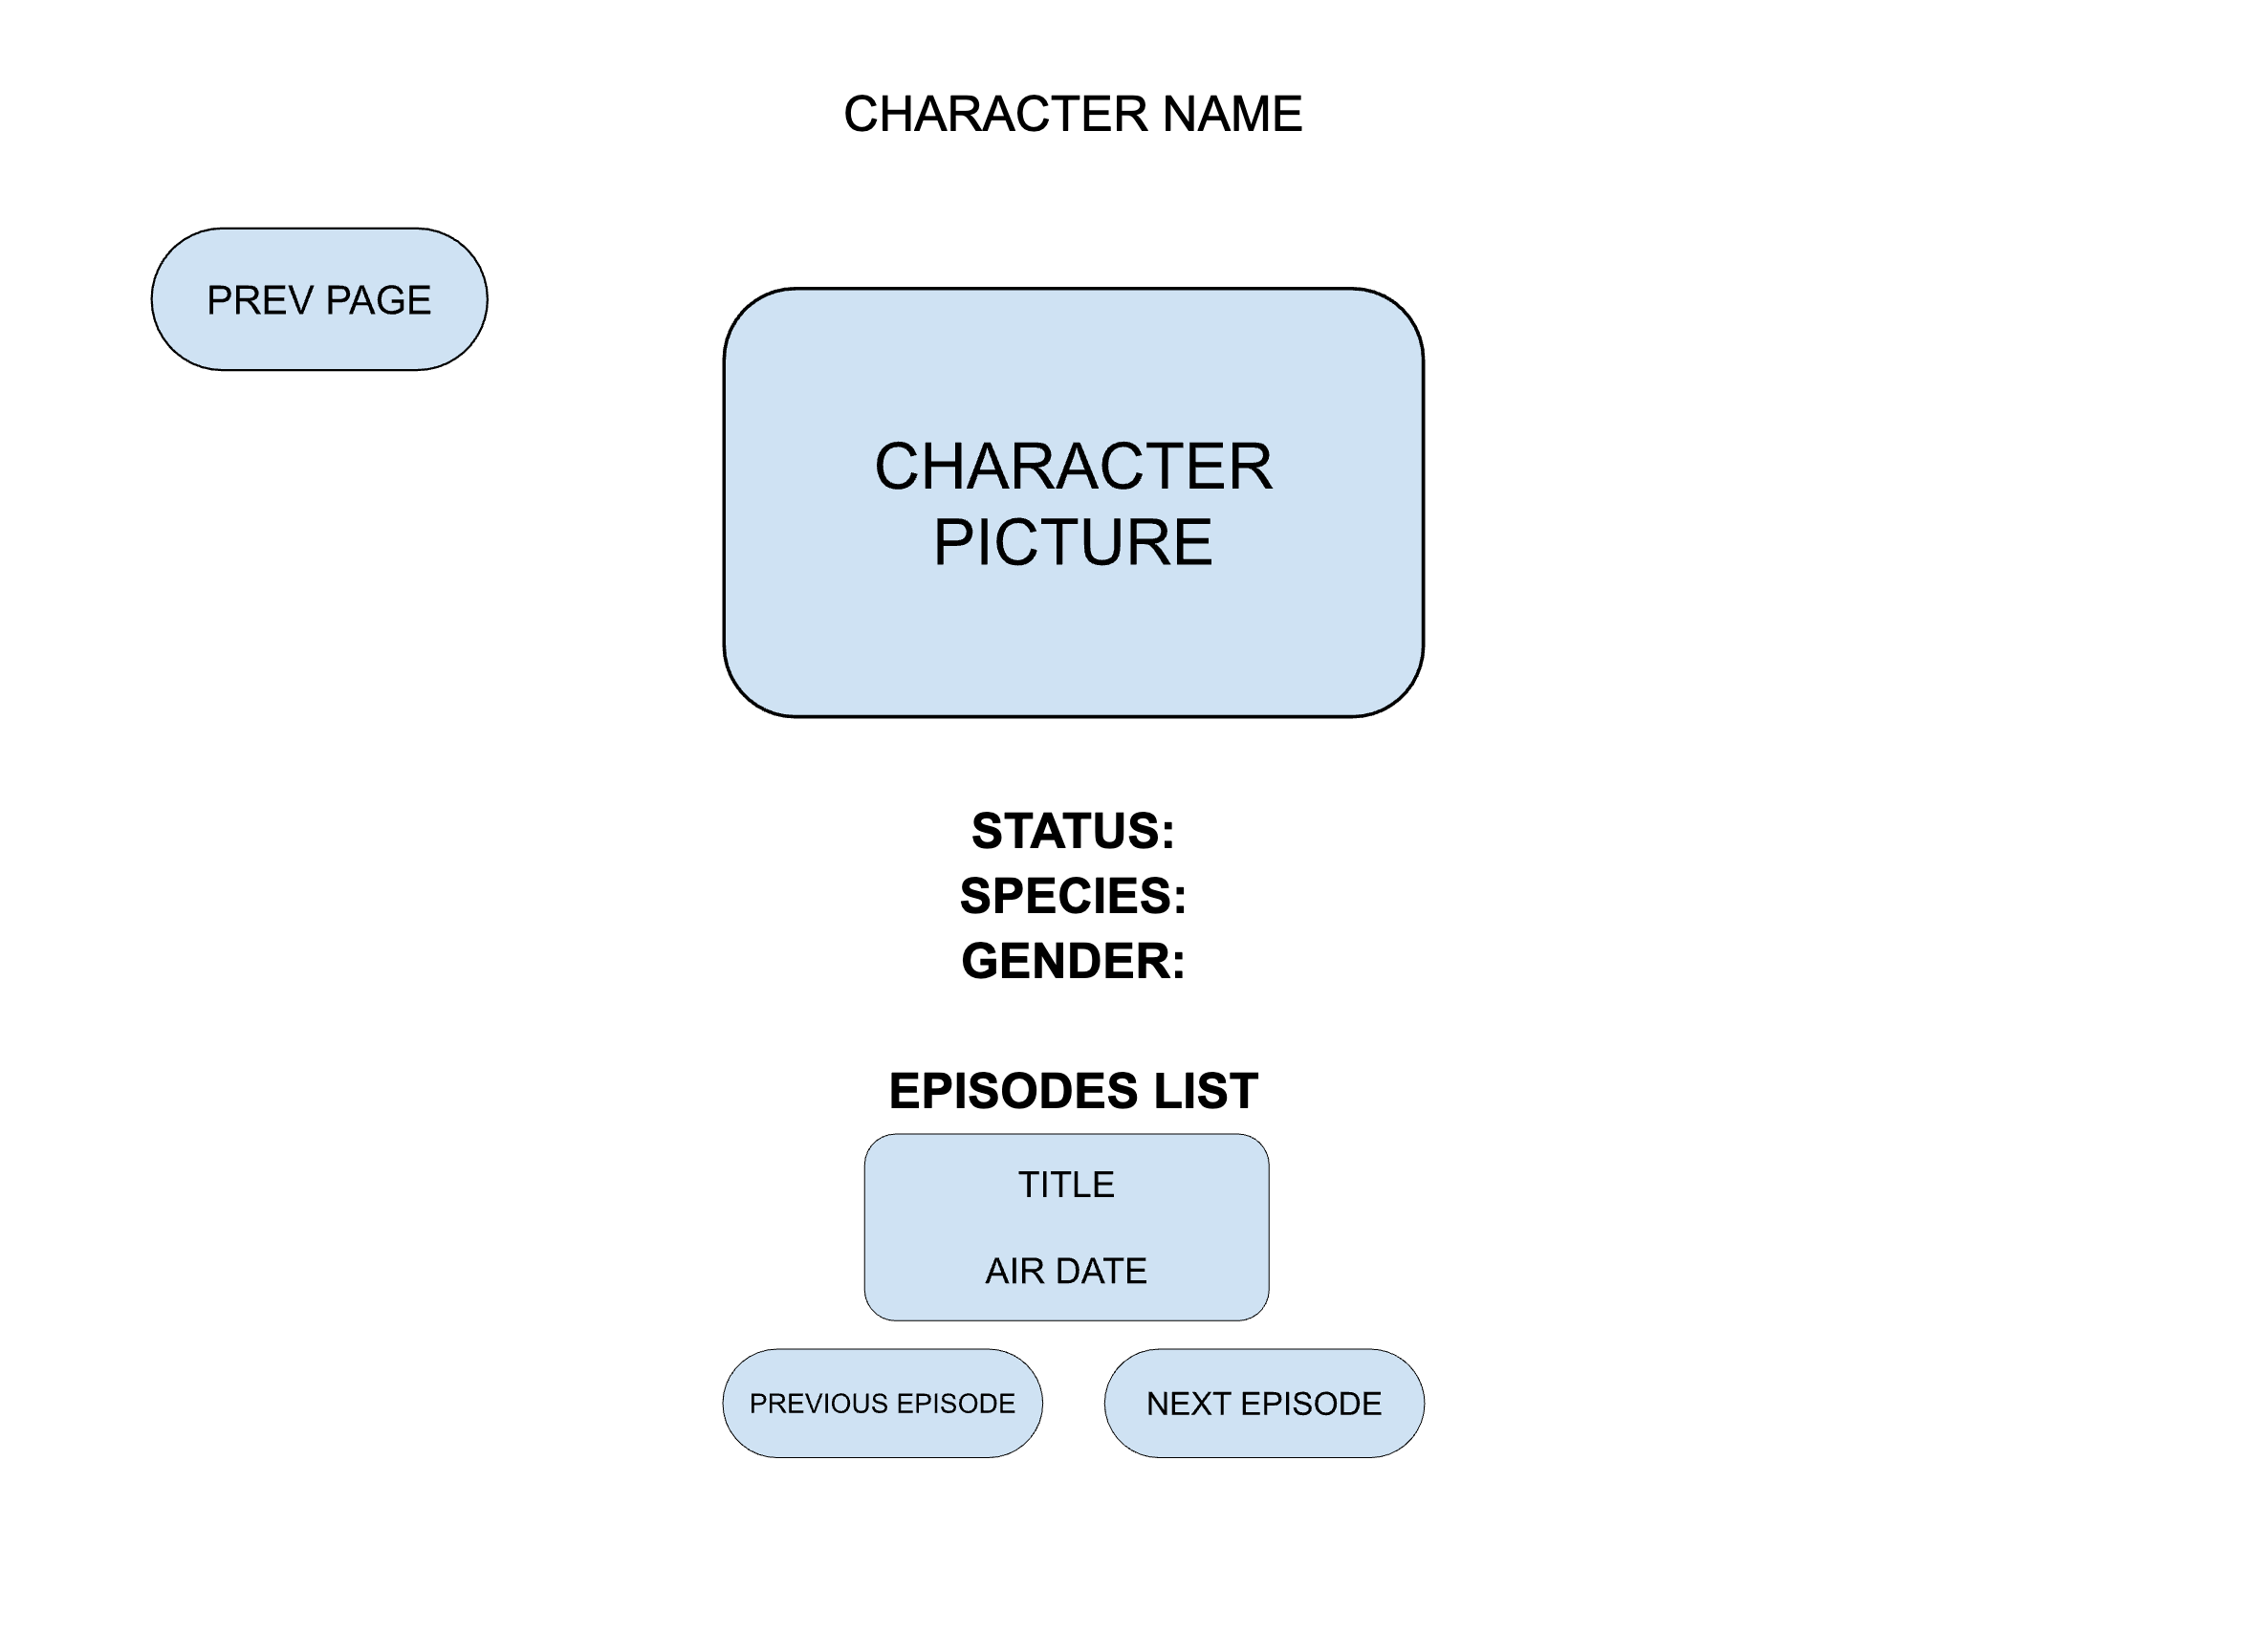 CHARACTER NAME
PREV PAGE
CHARACTER
PICTURE
STATUS:
SPECIES:
GENDER:
EPISODES LIST
TITLE
AIR DATE
PREVIOUS EPISODE
NEXT EPISODE